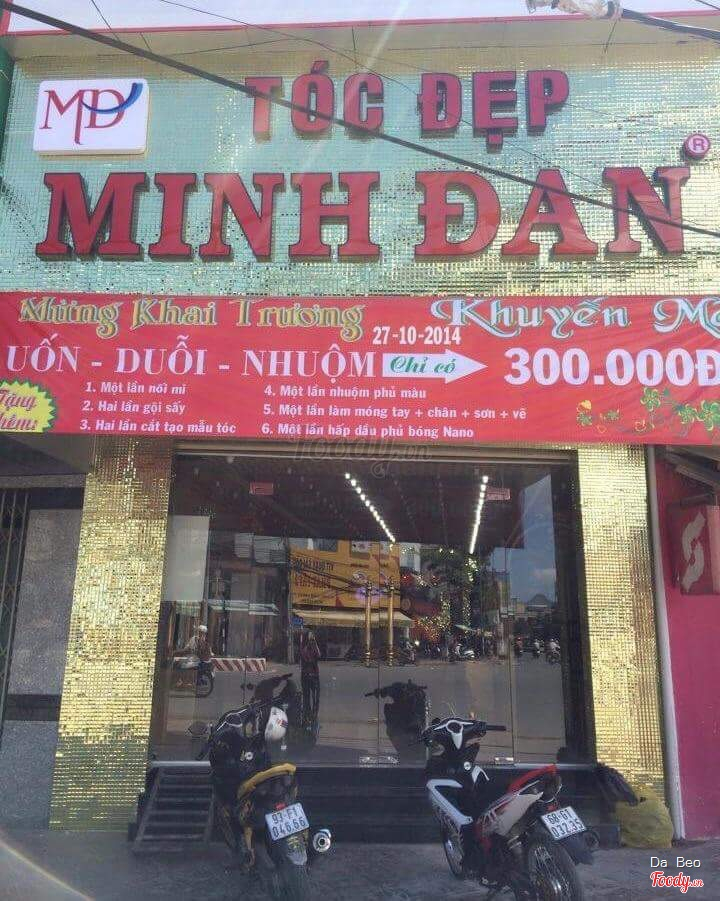 MD
TÓC ĐẸP
MINH ĐAN
®
Mừng Khai Trương
27-10-2014
Khuyến
UỐN - DUỖI - NHUỘM Chỉ có 300.000Đ
Tặng
thêm:
1. Một lần nối mi
2. Hai lần gội sấy
3. Hai lần cắt tạo mẫu tóc
4. Một lần nhuộm phủ màu
5. Một lần làm móng tay + chân + sơn + vẽ
6. Một lần hấp dầu phủ bóng Nano
Foody.vn
93-F1
046.66
68-G1
032.35
Da Beo
Foody.vn